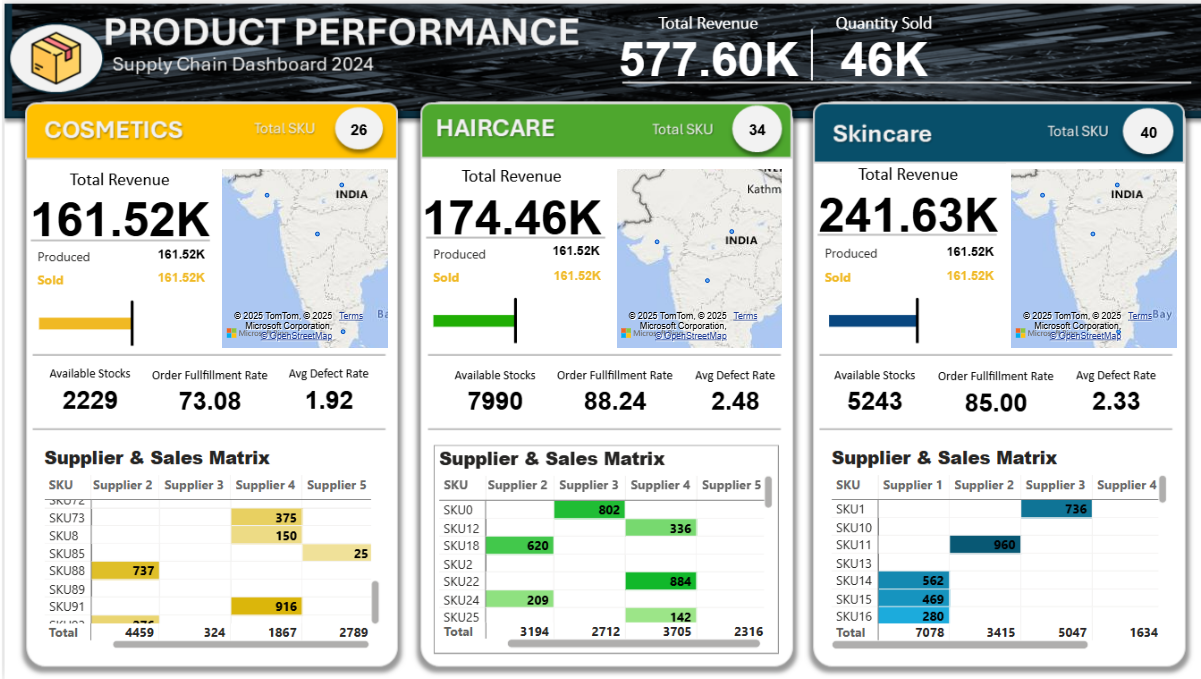 PRODUCT PERFORMANCE
Supply Chain Dashboard 2024
Total Revenue
577.60K
Quantity Sold
46K
COSMETICS
Total SKU
26
Total Revenue
161.52K
Produced 161.52K
Sold 161.52K
INDIA
Ba
© 2025 TomTom, © 2025 Terms
Microsoft Corporation,
Microsoft
© OpenStreetMap
Available Stocks
2229
Order Fullfillment Rate
73.08
Avg Defect Rate
1.92
Supplier & Sales Matrix
SKU Supplier 2 Supplier 3 Supplier 4 Supplier 5
SKU72
SKU73 375
SKU8 150
SKU85 25
SKU88 737
SKU89
SKU91 916
Total 4459 324 1867 2789
HAIRCARE
Total SKU
34
Total Revenue
174.46K
Produced 161.52K
Sold 161.52K
Kathm
INDIA
© 2025 TomTom, © 2025 Terms
Microsoft Corporation,
Microsoft
© OpenStreetMap
Available Stocks
7990
Order Fullfillment Rate
88.24
Avg Defect Rate
2.48
Supplier & Sales Matrix
SKU Supplier 2 Supplier 3 Supplier 4 Supplier 5
SKU0 802
SKU12 336
SKU18 620
SKU2
SKU22 884
SKU24 209
SKU25 142
Total 3194 2712 3705 2316
Skincare
Total SKU
40
Total Revenue
241.63K
Produced 161.52K
Sold 161.52K
INDIA
© 2025 TomTom, © 2025 Terms Bay
Microsoft Corporation,
Microsoft
© OpenStreetMap
Available Stocks
5243
Order Fullfillment Rate
85.00
Avg Defect Rate
2.33
Supplier & Sales Matrix
SKU Supplier 1 Supplier 2 Supplier 3 Supplier 4
SKU1 736
SKU10
SKU11 960
SKU13
SKU14 562
SKU15 469
SKU16 280
Total 7078 3415 5047 1634